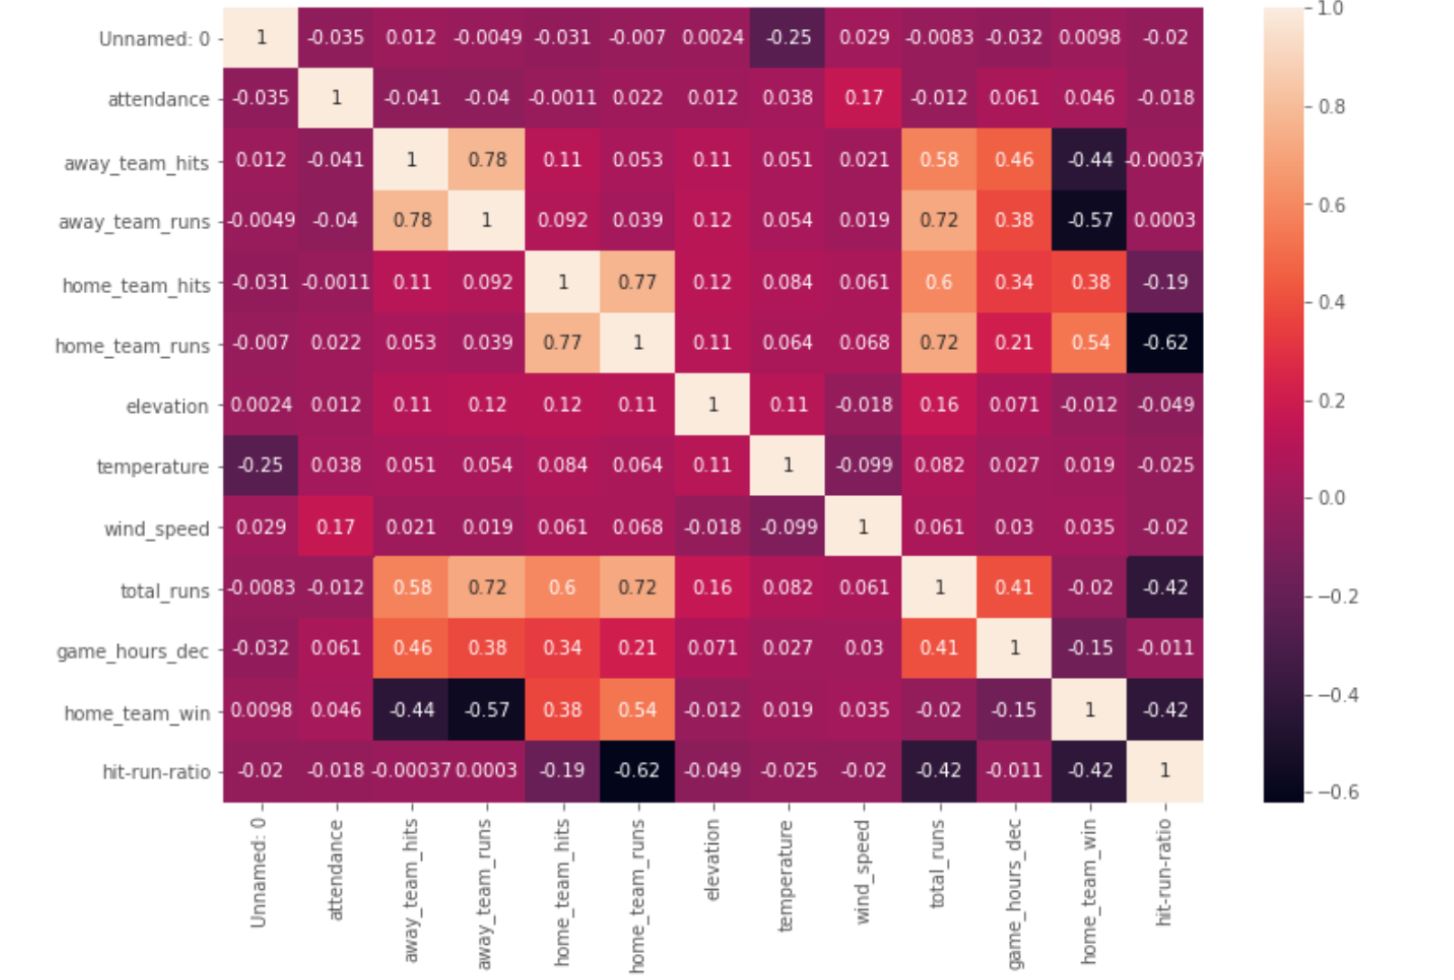 Unnamed: 0 1 -0.035 0.012 -0.0049 -0.031 -0.007 0.0024 -0.25 0.029 -0.0083 -0.032 0.0098 -0.02
attendance -0.035 1 -0.041 -0.04 -0.0011 0.022 0.012 0.038 0.17 -0.012 0.061 0.046 -0.018
away_team_hits 0.012 -0.041 1 0.78 0.11 0.053 0.11 0.051 0.021 0.58 0.46 -0.44 -0.00037
away_team_runs -0.0049 -0.04 0.78 1 0.092 0.039 0.12 0.054 0.019 0.72 0.38 -0.57 0.0003
home_team_hits -0.031 -0.0011 0.11 0.092 1 0.77 0.12 0.084 0.061 0.6 0.34 0.38 -0.19
home_team_runs -0.007 0.022 0.053 0.039 0.77 1 0.11 0.064 0.068 0.72 0.21 0.54 -0.62
elevation 0.0024 0.012 0.11 0.12 0.12 0.11 1 0.11 -0.018 0.16 0.071 -0.012 -0.049
temperature -0.25 0.038 0.051 0.054 0.084 0.064 0.11 1 -0.099 0.082 0.027 0.019 -0.025
wind_speed 0.029 0.17 0.021 0.019 0.061 0.068 -0.018 -0.099 1 0.061 0.03 0.035 -0.02
total_runs -0.0083 -0.012 0.58 0.72 0.6 0.72 0.16 0.082 0.061 1 0.41 -0.02 -0.42
game_hours_dec -0.032 0.061 0.46 0.38 0.34 0.21 0.071 0.027 0.03 0.41 1 -0.15 -0.011
home_team_win 0.0098 0.046 -0.44 -0.57 0.38 0.54 -0.012 0.019 0.035 -0.02 -0.15 1 -0.42
hit-run-ratio -0.02 -0.018 -0.00037 0.0003 -0.19 -0.62 -0.049 -0.025 -0.02 -0.42 -0.011 -0.42 1
Unnamed: 0
attendance
away_team_hits
away_team_runs
home_team_hits
home_team_runs
elevation
temperature
wind_speed
total_runs
game_hours_dec
home_team_win
hit-run-ratio
1.0
0.8
0.6
0.4
0.2
0.0
−0.2
−0.4
−0.6